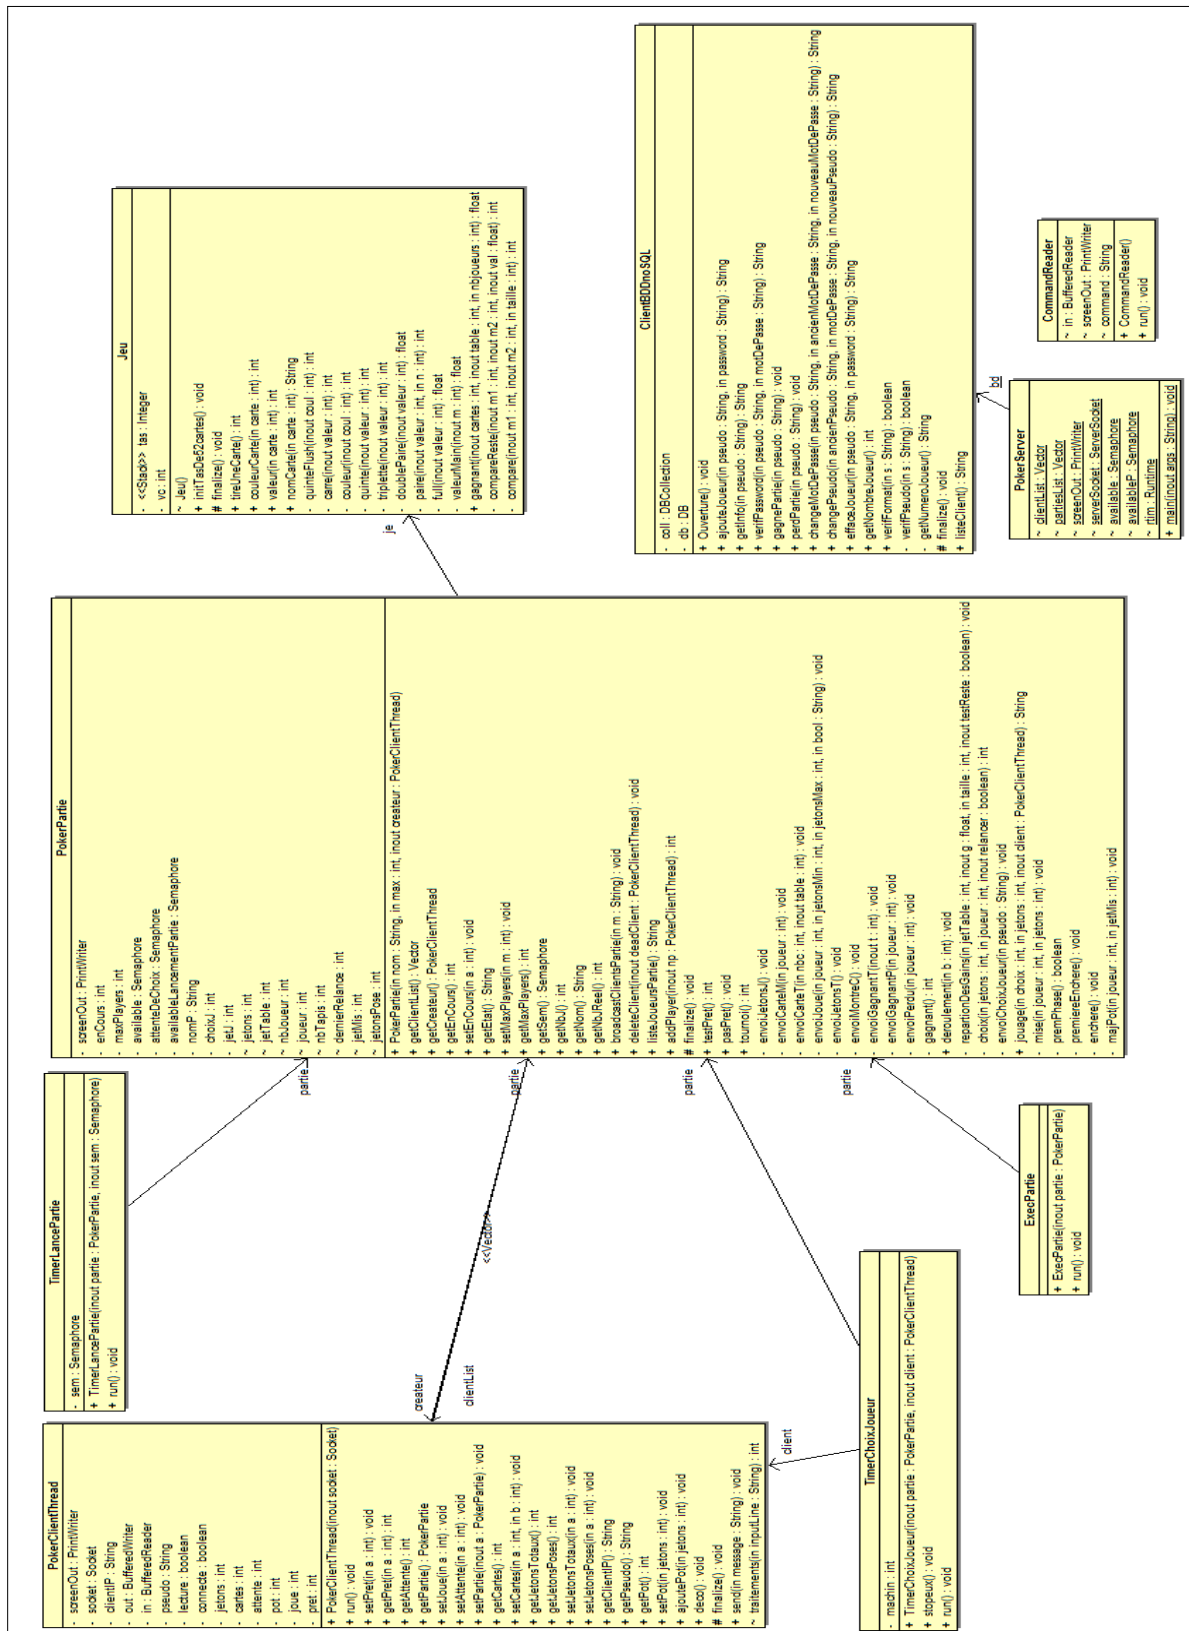 PokerClientThread
- screenOut : PrintWriter
- socket : Socket
- clientIP : String
- out : BufferedWriter
- in : BufferedReader
- pseudo : String
- lecture : boolean
- connecte : boolean
- jetons : int
- cartes : int
- attente : int
- pot : int
- joue : int
- pret : int
+ PokerClientThread(inout socket : Socket)
+ run() : void
+ setPret(in a : int) : void
+ getPret(in a : int) : int
+ getAttente() : int
+ getPartie() : PokerPartie
+ setJoue(in a : int) : void
+ setAttente(in a : int) : void
+ setPartie(inout a : PokerPartie) : void
+ getCartes() : int
+ setCartes(in a : int, in b : int) : void
+ getJetonsTotaux() : int
+ getJetonsPoses() : int
+ setJetonsTotaux(in a : int) : void
+ setJetonsPoses(in a : int) : void
+ getClientIP() : String
+ getPseudo() : String
+ getPot() : int
+ setPot(in jetons : int) : void
+ ajoutePot(in jetons : int) : void
+ deco() : void
# finalize() : void
+ send(in message : String) : void
~ traitements(in inputLine : String) : int
TimerLancePartie
- sem : Semaphore
+ TimerLancePartie(inout partie : PokerPartie, inout sem : Semaphore)
+ run() : void
createur
clientList
<<Vector>>
client
TimerChoixJoueur
- machin : int
+ TimerChoixJoueur(inout partie : PokerPartie, inout client : PokerClientThread)
+ stopeux() : void
+ run() : void
ExecPartie
+ ExecPartie(inout partie : PokerPartie)
+ run() : void
partie
partie
partie
partie
PokerPartie
- screenOut : PrintWriter
- enCours : int
- maxPlayers : int
- available : Semaphore
- attenteDeChoix : Semaphore
- availableLancementPartie : Semaphore
- nomP : String
- choixJ : int
- jetJ : int
~ jetons : int
~ jetMis : int
~ jetTable : int
- nbJoueur : int
~ joueur : int
- nbTapis : int
~ dernierRelance : int
~ jetonsPose : int
+ PokerPartie(in nom : String, in max : int, inout createur : PokerClientThread)
+ getClientList() : Vector
+ getCreateur() : PokerClientThread
+ getEnCours() : int
+ setEnCours(in a : int) : void
+ getEtat() : String
+ setMaxPlayers(in m : int) : void
+ getMaxPlayers() : int
+ getSem() : Semaphore
+ getNbJ() : int
+ getNom() : String
+ getNbJReel() : int
+ broadcastClientsPartie(in m : String) : void
+ deleteClient(inout deadClient : PokerClientThread) : void
+ listeJoueursPartie() : String
+ addPlayer(inout np : PokerClientThread) : int
# finalize() : void
+ testPret() : int
+ pasPret() : int
+ tournoi() : int
- envoiJetonsJ(inout joueur : int) : void
- envoiCarteM(inout joueur : int) : void
- envoiCarteT(in nbc : int, inout table : int) : void
- envoiJoue(in joueur : int, in jetonsMin : int, in jetonsMax : int, in bool : String) : void
- envoiJetonsT() : void
- envoiMontreC() : void
- envoiGagnantT(inout t : int) : void
- envoiGagnantP(in joueur : int) : void
- envoiPerdu(in joueur : int) : void
- gagnant() : int
+ deroulement(in b : int) : void
- repartionDesGains(in jetTable : int, inout g : float, in taille : int, inout testReste : boolean) : void
- choix(in jetons : int, in joueur : int, inout relancer : boolean) : int
- envoiChoixJoueur(in pseudo : String) : void
+ jouage(in choix : int, in jetons : int, inout client : PokerClientThread) : String
- mise(in joueur : int, in jetons : int) : void
- premPhase() : boolean
- premiereEnchere() : void
- enchere() : void
- majPot(in joueur : int, in jetMis : int) : void
je
Jeu
- <<Stack>> tas : Integer
- vc : int
~ Jeu()
+ initTasDe52cartes() : void
# finalize() : void
+ tireUneCarte() : int
+ couleurCarte(in carte : int) : int
+ valeur(in carte : int) : int
+ nomCarte(in carte : int) : String
- quinteFlush(inout coul : int) : int
- carre(inout valeur : int) : int
- couleur(inout coul : int) : int
- quinte(inout valeur : int) : int
- triplette(inout valeur : int) : int
- doublePaire(inout valeur : int) : float
- paire(inout valeur : int, in n : int) : int
- full(inout valeur : int) : float
- valeurMain(inout m : int) : float
+ gagnant(inout cartes : int, inout table : int, in nbjoueurs : int) : float
- compareReste(inout m1 : int, inout m2 : int, inout val : float) : int
- compare(inout m1 : int, inout m2 : int, in taille : int) : int
ClientBDDnoSQL
- coll : DBCollection
- db : DB
+ Ouverture() : void
+ ajouteJoueur(in pseudo : String, in password : String) : String
+ getInfo(in pseudo : String) : String
+ verifPassword(in pseudo : String, in motDePasse : String) : String
+ gagnePartie(in pseudo : String) : void
+ perdPartie(in pseudo : String) : void
+ changeMotDePasse(in pseudo : String, in ancienMotDePasse : String, in nouveauMotDePasse : String) : String
+ changePseudo(in ancienPseudo : String, in motDePasse : String, in nouveauPseudo : String) : String
+ effaceJoueur(in pseudo : String, in password : String) : String
+ getNombreJoueur() : int
+ verifFormat(in s : String) : boolean
- verifPseudo(in s : String) : boolean
- getNumeroJoueur() : String
# finalize() : void
+ listeClient() : String
bd
PokerServer
~ clientList : Vector
~ partiesList : Vector
~ screenOut : PrintWriter
~ serverSocket : ServerSocket
~ available : Semaphore
~ availableP : Semaphore
~ rtim : Runtime
+ main(inout args : String) : void
CommandReader
~ in : BufferedReader
~ screenOut : PrintWriter
~ command : String
+ CommandReader()
+ run() : void